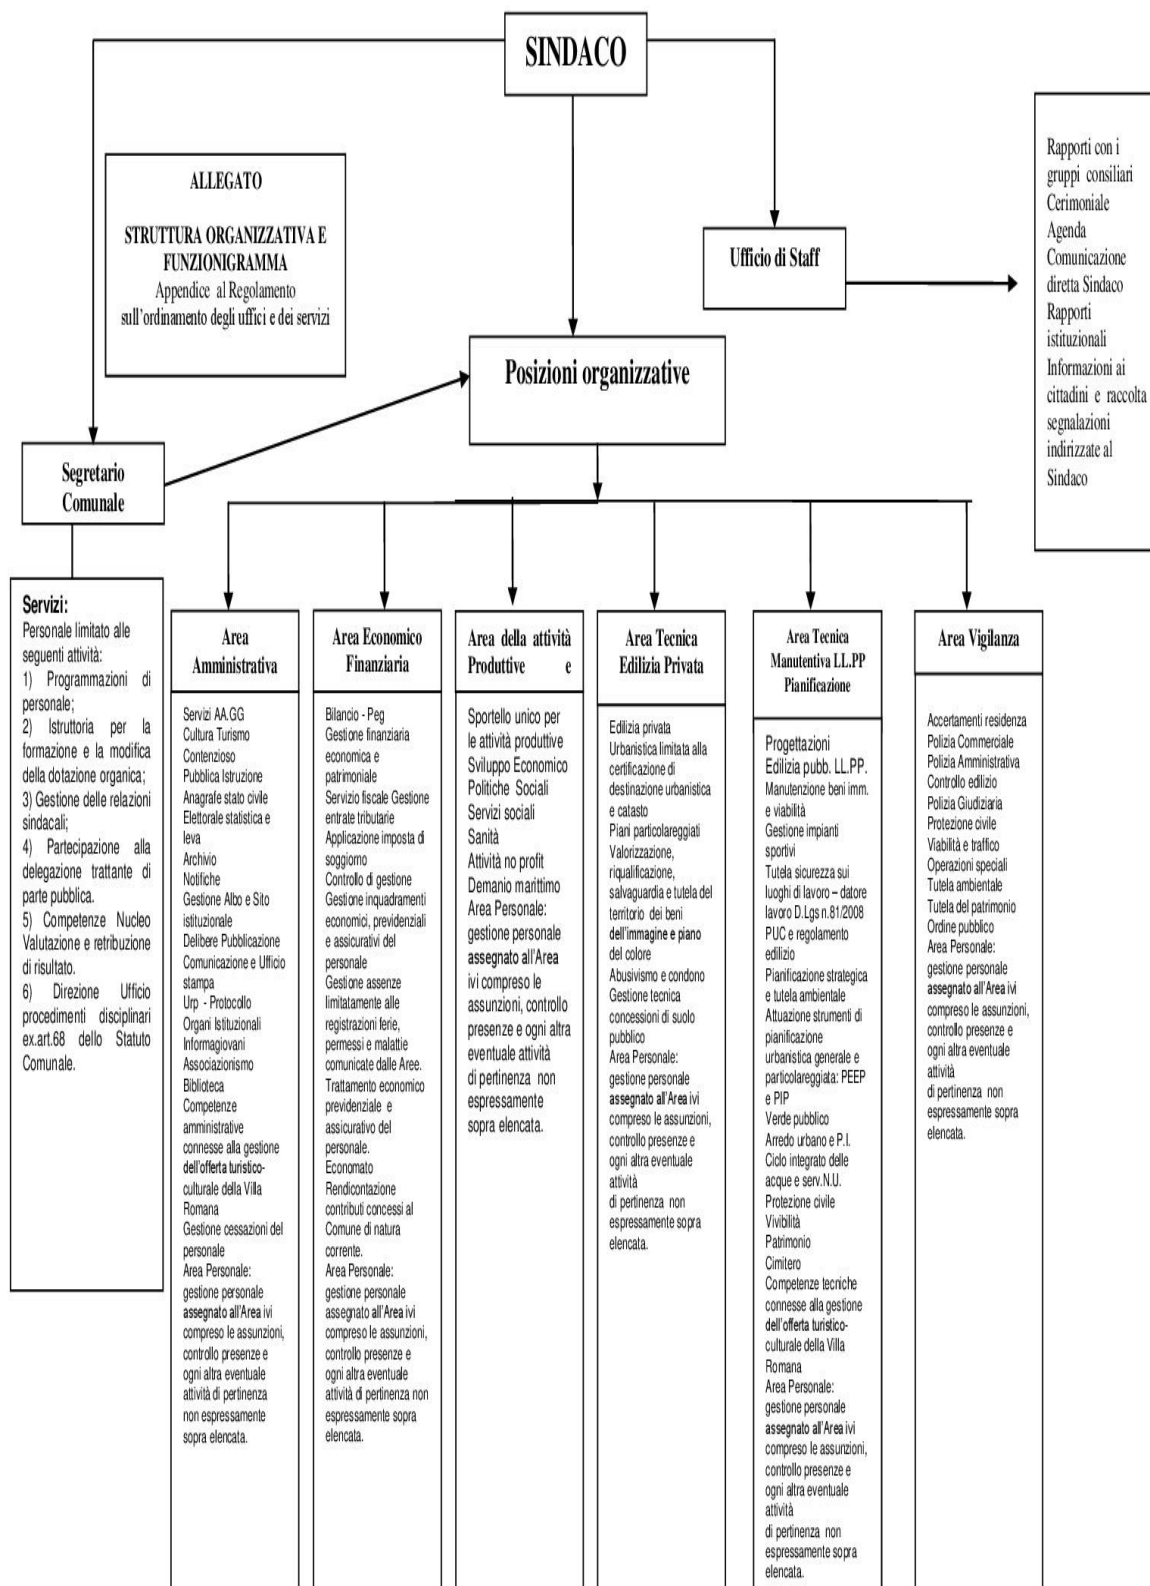 SINDACO
ALLEGATO
STRUTTURA ORGANIZZATIVA E
FUNZIONIGRAMMA
Appendice al Regolamento
sull'ordinamento degli uffici e dei servizi
Ufficio di Staff
Rapporti con i
gruppi consiliari
Cerimoniale
Agenda
Comunicazione
diretta Sindaco
Rapporti
istituzionali
Informazioni ai
cittadini e raccolta
segnalazioni
indirizzate al
Sindaco
Posizioni organizzative
Segretario
Comunale
Servizi:
Personale limitato alle
seguenti attività:
1) Programmazioni di
personale;
2) Istruttoria per la
formazione e la modifica
della dotazione organica;
3) Gestione delle relazioni
sindacali;
4) Partecipazione alla
delegazione trattante di
parte pubblica.
5) Competenze Nucleo
Valutazione e retribuzione
di risultato.
6) Direzione Ufficio
procedimenti disciplinari
ex.art.68 dello Statuto
Comunale.
Area
Amministrativa
Servizi AA.GG
Cultura Turismo
Contenzioso
Pubblica Istruzione
Anagrafe stato civile
Elettorale statistica e
leva
Archivio
Notifiche
Gestione Albo e Sito
istituzionale
Delibere Pubblicazione
Comunicazione e Ufficio
stampa
Urp - Protocollo
Organi Istituzionali
Informagiovani
Associazionismo
Biblioteca
Competenze
amministrative
connesse alla gestione
dell'offerta turistico-
culturale della Villa
Romana
Gestione cessazioni del
personale
Area Personale:
gestione personale
assegnato all'Area ivi
compreso le assunzioni,
controllo presenze e
ogni altra eventuale
attività di pertinenza
non espressamente
sopra elencata.
Area Economico
Finanziaria
Bilancio - Peg
Gestione finanziaria
economica e
patrimoniale
Servizio fiscale Gestione
entrate tributarie
Applicazione imposta di
soggiorno
Controllo di gestione
Gestione inquadramenti
economici, previdenziali
e assicurativi del
personale
Gestione assenze
limitatamente alle
registrazioni ferie,
permessi e malattie
comunicate dalle Aree.
Trattamento economico
previdenziale e
assicurativo del
personale.
Economato
Rendicontazione
contributi concessi al
Comune di natura
corrente.
Area Personale:
gestione personale
assegnato all'Area ivi
compreso le assunzioni,
controllo presenze e
ogni altra eventuale
attività di pertinenza non
espressamente sopra
elencata.
Area della attività
Produttive e
Sportello unico per
le attività produttive
Sviluppo Economico
Politiche Sociali
Servizi sociali
Sanità
Attività no profit
Demanio marittimo
Area Personale:
gestione personale
assegnato all'Area
ivi compreso le
assunzioni, controllo
presenze e ogni altra
eventuale attività
di pertinenza non
espressamente
sopra elencata.
Area Tecnica
Edilizia Privata
Edilizia privata
Urbanistica limitata alla
certificazione di
destinazione urbanistica
e catasto
Piani particolareggiati
Valorizzazione,
riqualificazione,
salvaguardia e tutela del
territorio dei beni
dell'immagine e piano
del colore
Abusivismo e condono
Gestione tecnica
concessioni di suolo
pubblico
Area Personale:
gestione personale
assegnato all'Area ivi
compreso le assunzioni,
controllo presenze e
ogni altra eventuale
attività
di pertinenza non
espressamente sopra
elencata.
Area Tecnica
Manutentiva LL.PP
Pianificazione
Progettazioni
Edilizia pubb. LL.PP.
Manutenzione beni imm.
e viabilità
Gestione impianti
sportivi
Tutela sicurezza sui
luoghi di lavoro – datore
lavoro D.Lgs n.81/2008
PUC e regolamento
edilizio
Pianificazione strategica
e tutela ambientale
Attuazione strumenti di
pianificazione
urbanistica generale e
particolareggiata: PEEP
e PIP
Verde pubblico
Arredo urbano e P.I.
Ciclo integrato delle
acque e serv.N.U.
Protezione civile
Vivibilità
Patrimonio
Cimitero
Competenze tecniche
connesse alla gestione
dell'offerta turistico-
culturale della Villa
Romana
Area Personale:
gestione personale
assegnato all'Area ivi
compreso le assunzioni,
controllo presenze e
ogni altra eventuale
attività
di pertinenza non
espressamente sopra
elencata.
Area Vigilanza
Accertamenti residenza
Polizia Commerciale
Polizia Amministrativa
Controllo edilizio
Polizia Giudiziaria
Protezione civile
Viabilità e traffico
Operazioni speciali
Tutela ambientale
Tutela del patrimonio
Ordine pubblico
Area Personale:
gestione personale
assegnato all'Area ivi
compreso le assunzioni,
controllo presenze e
ogni altra eventuale
attività
di pertinenza non
espressamente sopra
elencata.